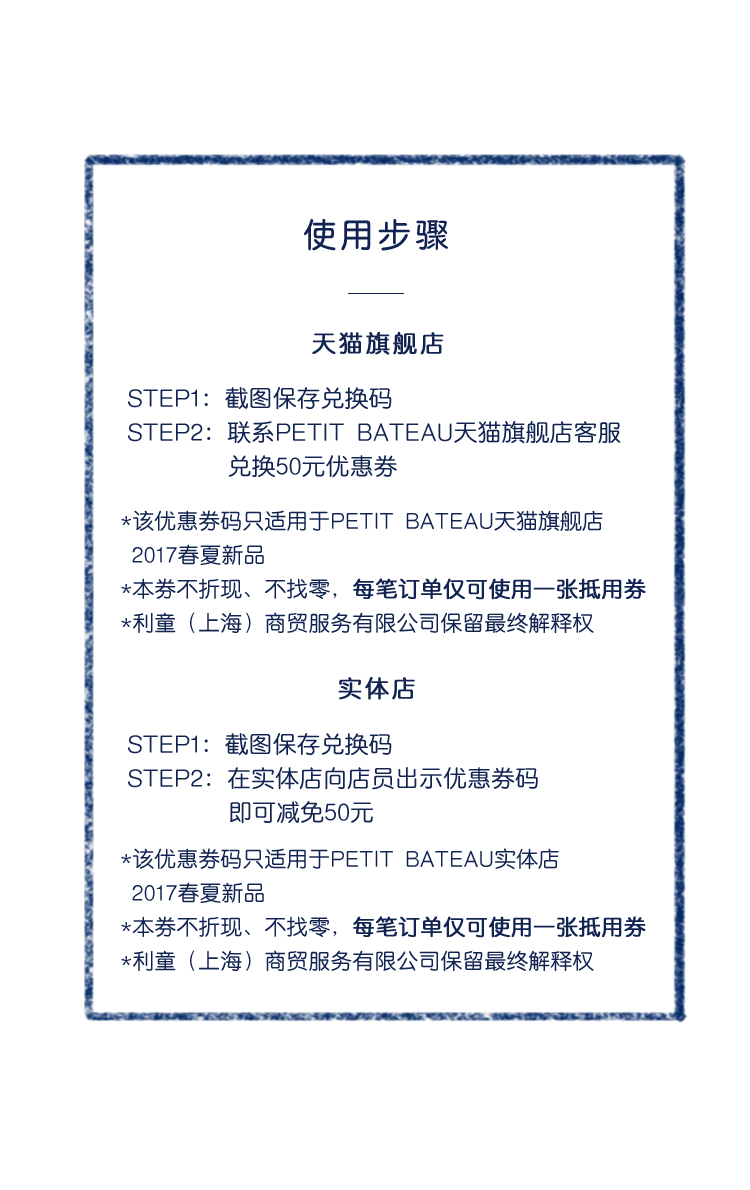 使用步骤
天猫旗舰店
STEP1：截图保存兑换码
STEP2：联系PETIT BATEAU天猫旗舰店客服
兑换50元优惠券
*该优惠券码只适用于PETIT BATEAU天猫旗舰店
2017春夏新品
*本券不折现、不找零，每笔订单仅可使用一张抵用券
*利童（上海）商贸服务有限公司保留最终解释权
实体店
STEP1：截图保存兑换码
STEP2：在实体店向店员出示优惠券码
即可减免50元
*该优惠券码只适用于PETIT BATEAU实体店
2017春夏新品
*本券不折现、不找零，每笔订单仅可使用一张抵用券
*利童（上海）商贸服务有限公司保留最终解释权